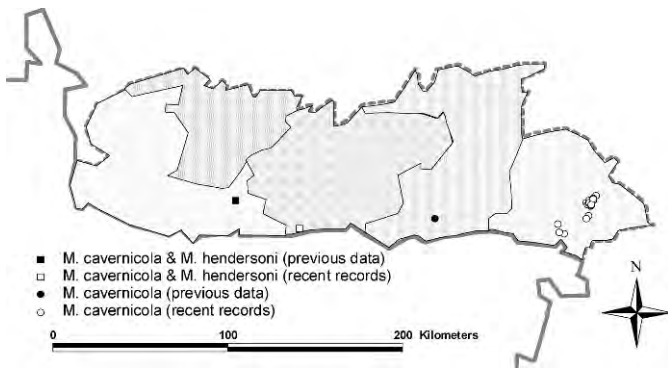 M. cavernicola & M. hendersoni (previous data)
M. cavernicola & M. hendersoni (recent records)
M. cavernicola (previous data)
M. cavernicola (recent records)
N
0 100 200 Kilometers